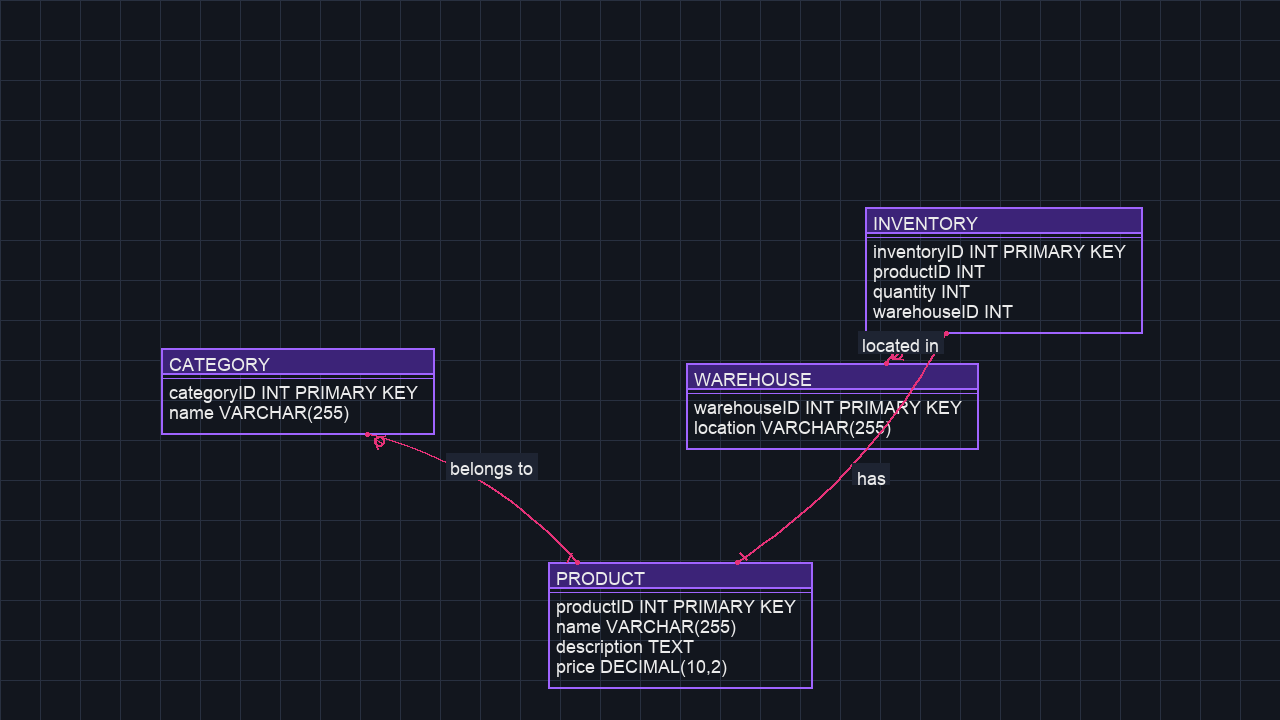 INVENTORY
inventoryID INT PRIMARY KEY
productID INT
quantity INT
warehouseID INT
located in
CATEGORY
categoryID INT PRIMARY KEY
name VARCHAR(255)
WAREHOUSE
warehouseID INT PRIMARY KEY
location VARCHAR(255)
belongs to
has
PRODUCT
productID INT PRIMARY KEY
name VARCHAR(255)
description TEXT
price DECIMAL(10,2)